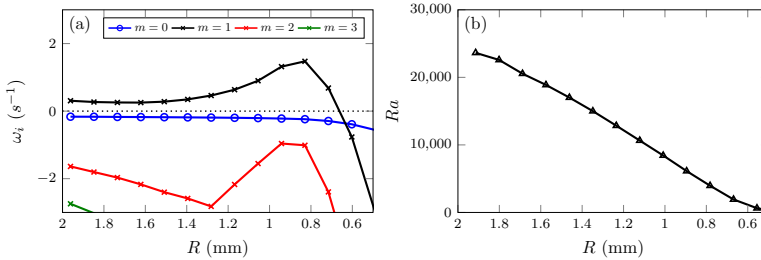 (a)
m = 0 m = 1 m = 2 m = 3
2
0
−2
ω_i (s⁻¹)
2 1.8 1.6 1.4 1.2 1 0.8 0.6
R (mm)
(b)
30,000
20,000
10,000
0
Ra
2 1.8 1.6 1.4 1.2 1 0.8 0.6
R (mm)